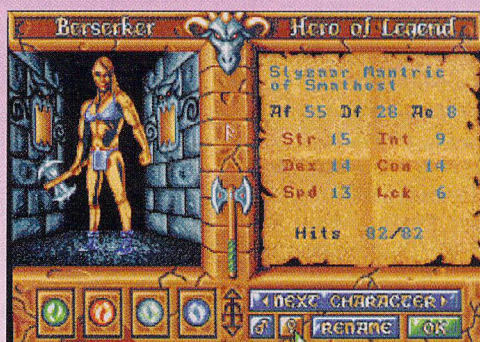 Berserker
Hero of Legend
Slygnar Mantric
of Smathost
Af 55 Df 28 Ac 8
Str 15 Int 9
Dex 14 Con 14
Spd 13 Lck 6
Hits 82/82
NEXT CHARACTER
RENAME OK